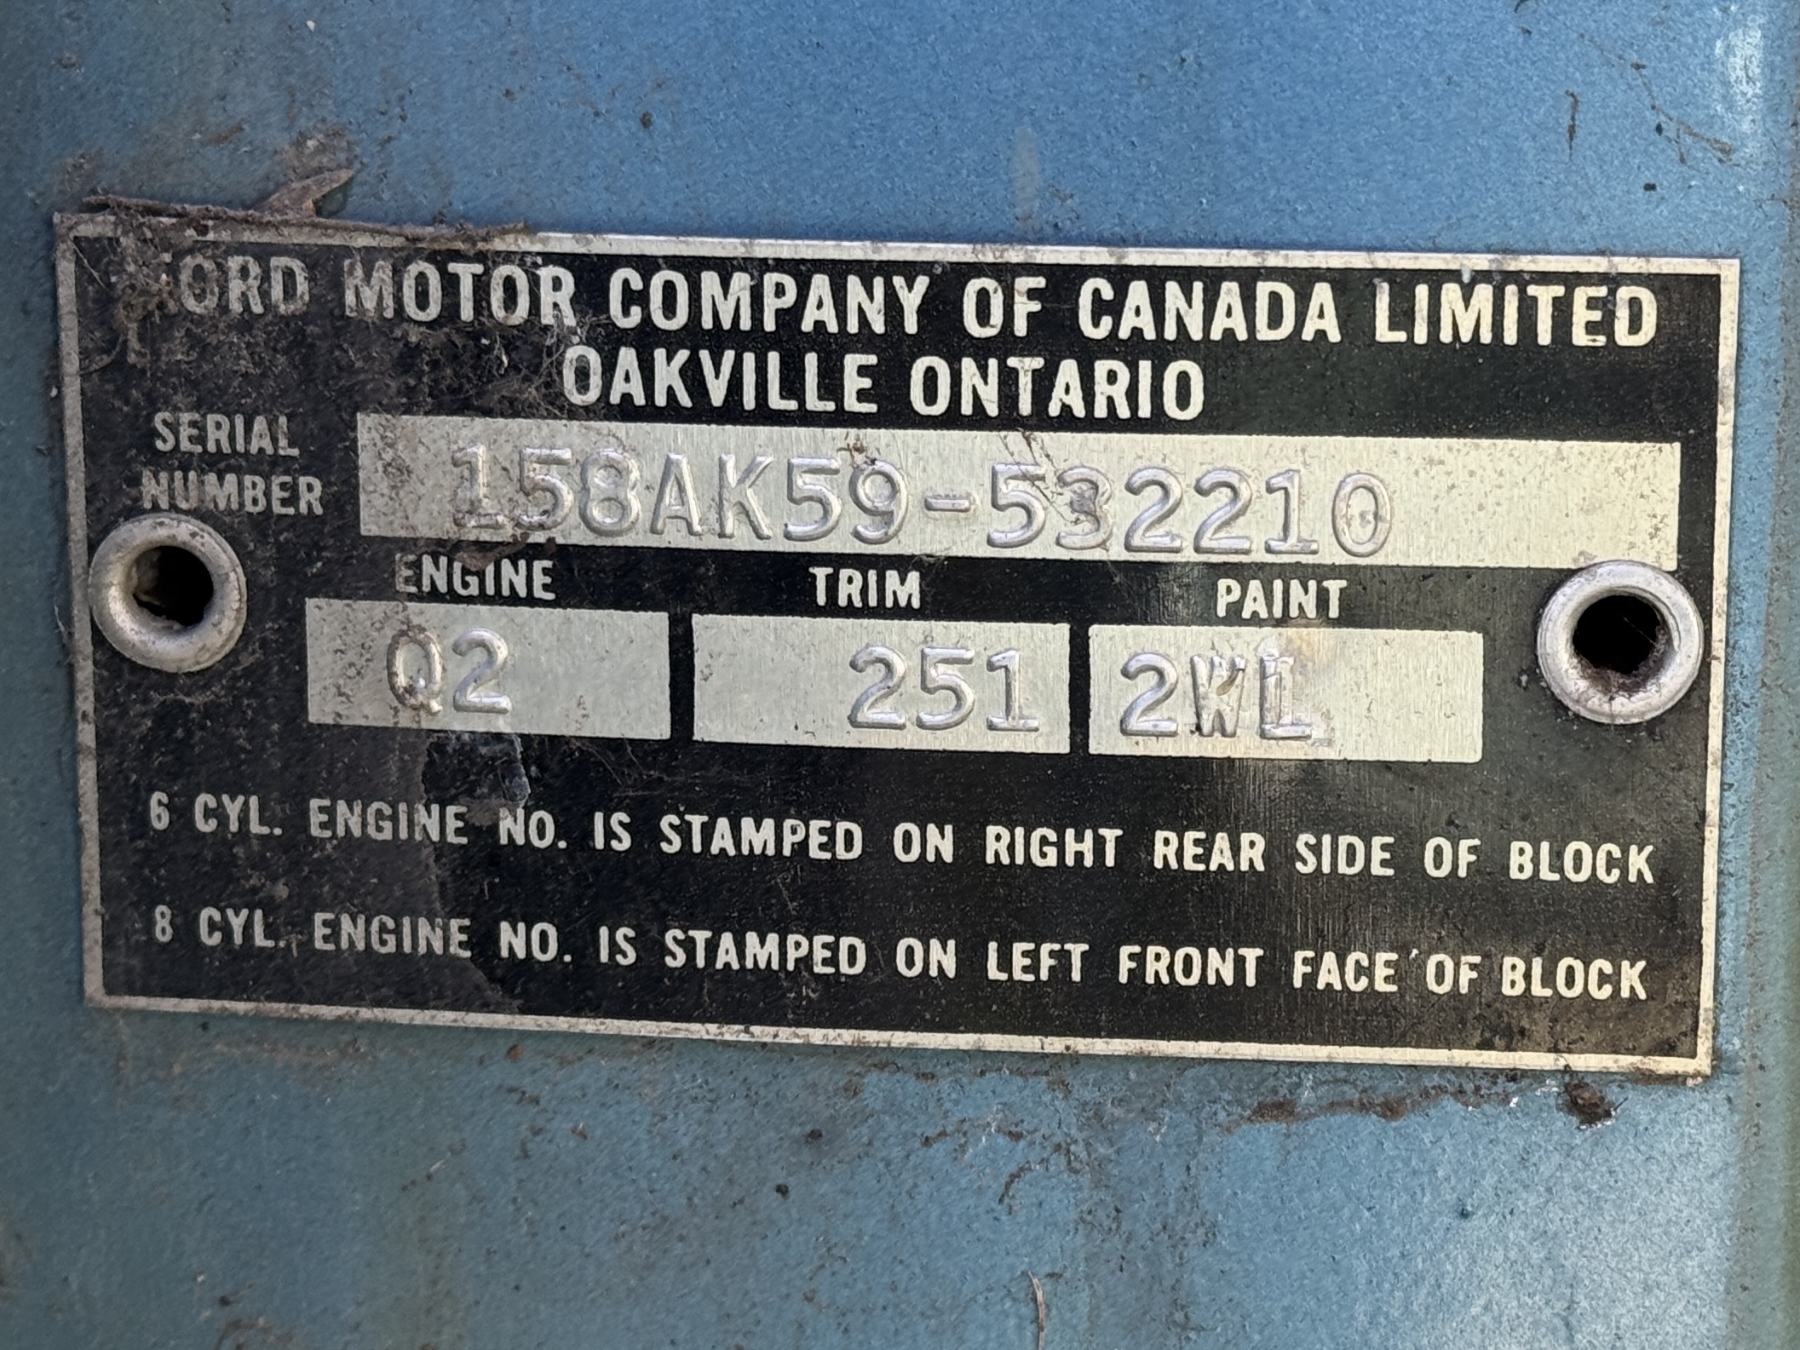 FORD MOTOR COMPANY OF CANADA LIMITED
OAKVILLE ONTARIO
SERIAL NUMBER 158AK59-532210
ENGINE TRIM PAINT
Q2 251 2WL
6 CYL. ENGINE NO. IS STAMPED ON RIGHT REAR SIDE OF BLOCK
8 CYL. ENGINE NO. IS STAMPED ON LEFT FRONT FACE OF BLOCK